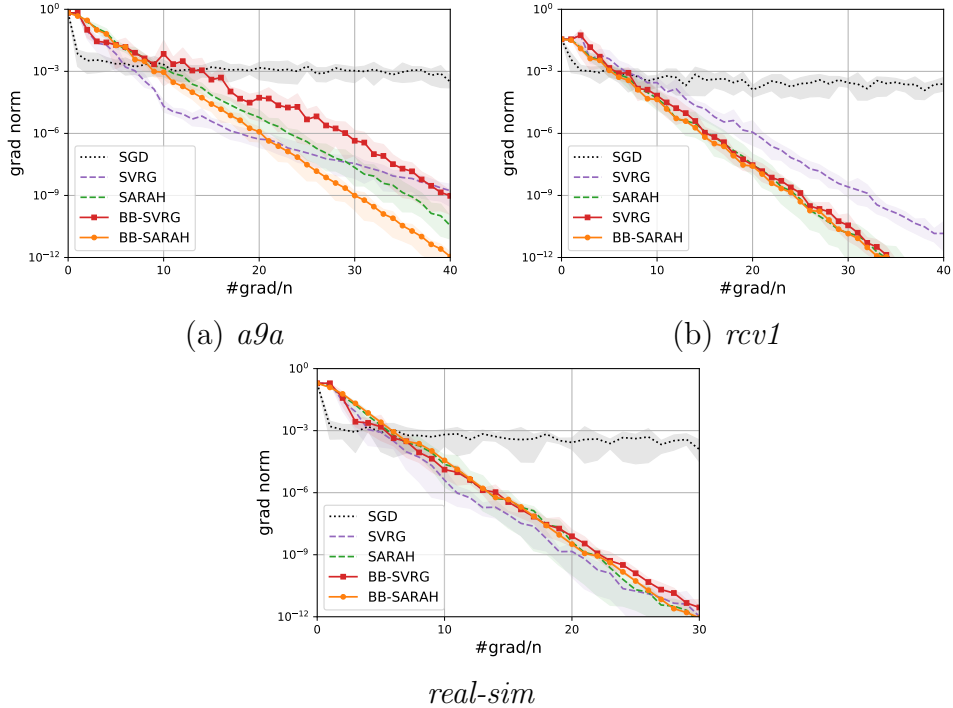 grad norm
10^0
10^-3
10^-6
10^-9
10^-12
SGD
SVRG
SARAH
BB-SVRG
BB-SARAH
0 10 20 30 40
#grad/n
(a) a9a
grad norm
10^0
10^-3
10^-6
10^-9
10^-12
SGD
SVRG
SARAH
SVRG
BB-SARAH
0 10 20 30 40
#grad/n
(b) rcv1
grad norm
10^0
10^-3
10^-6
10^-9
10^-12
SGD
SVRG
SARAH
BB-SVRG
BB-SARAH
0 10 20 30
#grad/n
real-sim